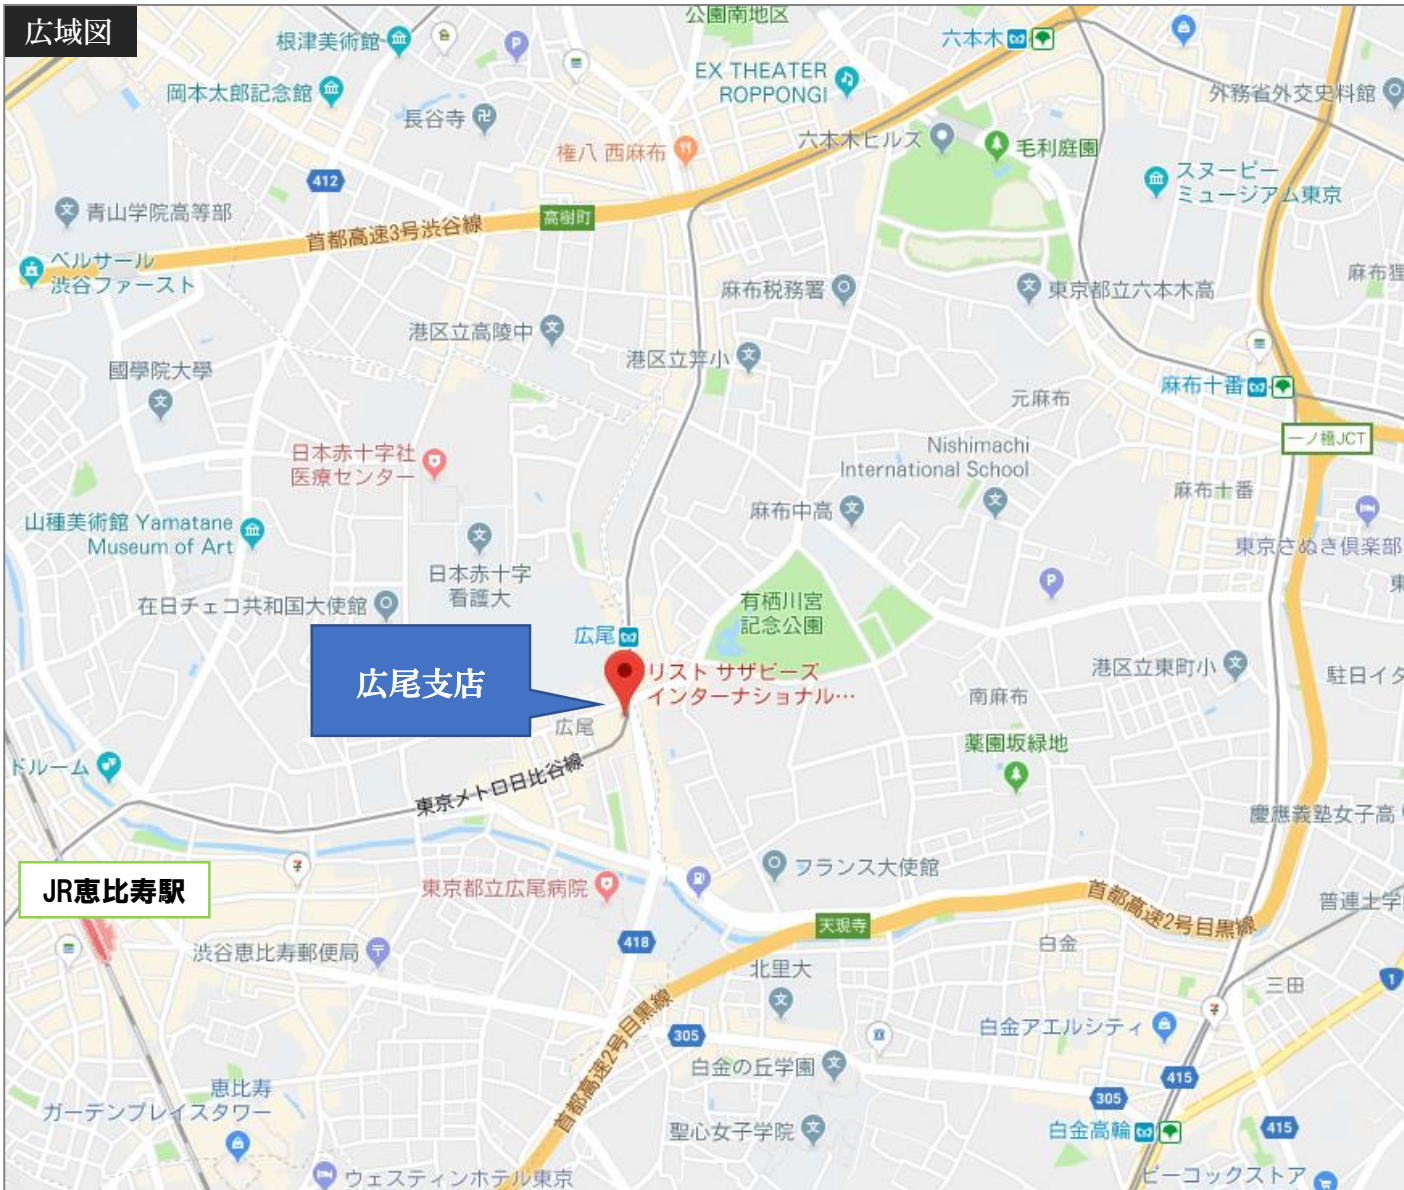 広域図
公園南地区
根津美術館
六本木
EX THEATER
ROPPONGI
岡本太郎記念館
外務省外交史料館
長谷寺
六本木ヒルズ
毛利庭園
権八 西麻布
412
スヌーピー
ミュージアム東京
青山学院高等部
高樹町
首都高速3号渋谷線
ベルサール
渋谷ファースト
麻布税務署
東京都立六本木高
麻布狸
港区立高陵中
港区立笄小
國學院大學
麻布十番
元麻布
一ノ橋JCT
Nishimachi
International School
日本赤十字社
医療センター
麻布十番
麻布中高
山種美術館 Yamatane
Museum of Art
東京さぬき倶楽部
日本赤十字
看護大
東
在日チェコ共和国大使館
有栖川宮
記念公園
広尾
港区立東町小
広尾支店
リスト サザビーズ
インターナショナル…
駐日イタ
南麻布
広尾
薬園坂緑地
ドルーム
東京メトロ日比谷線
慶應義塾女子高
JR恵比寿駅
フランス大使館
東京都立広尾病院
首都高速2号目黒線
普連土学
天現寺
418
白金
渋谷恵比寿郵便局
北里大
三田
1
首都高速2号目黒線
305
白金アエルシティ
白金の丘学園
415
恵比寿
ガーデンプレイスタワー
305
聖心女子学院
白金高輪
415
ウェスティンホテル東京
ピーコックストア